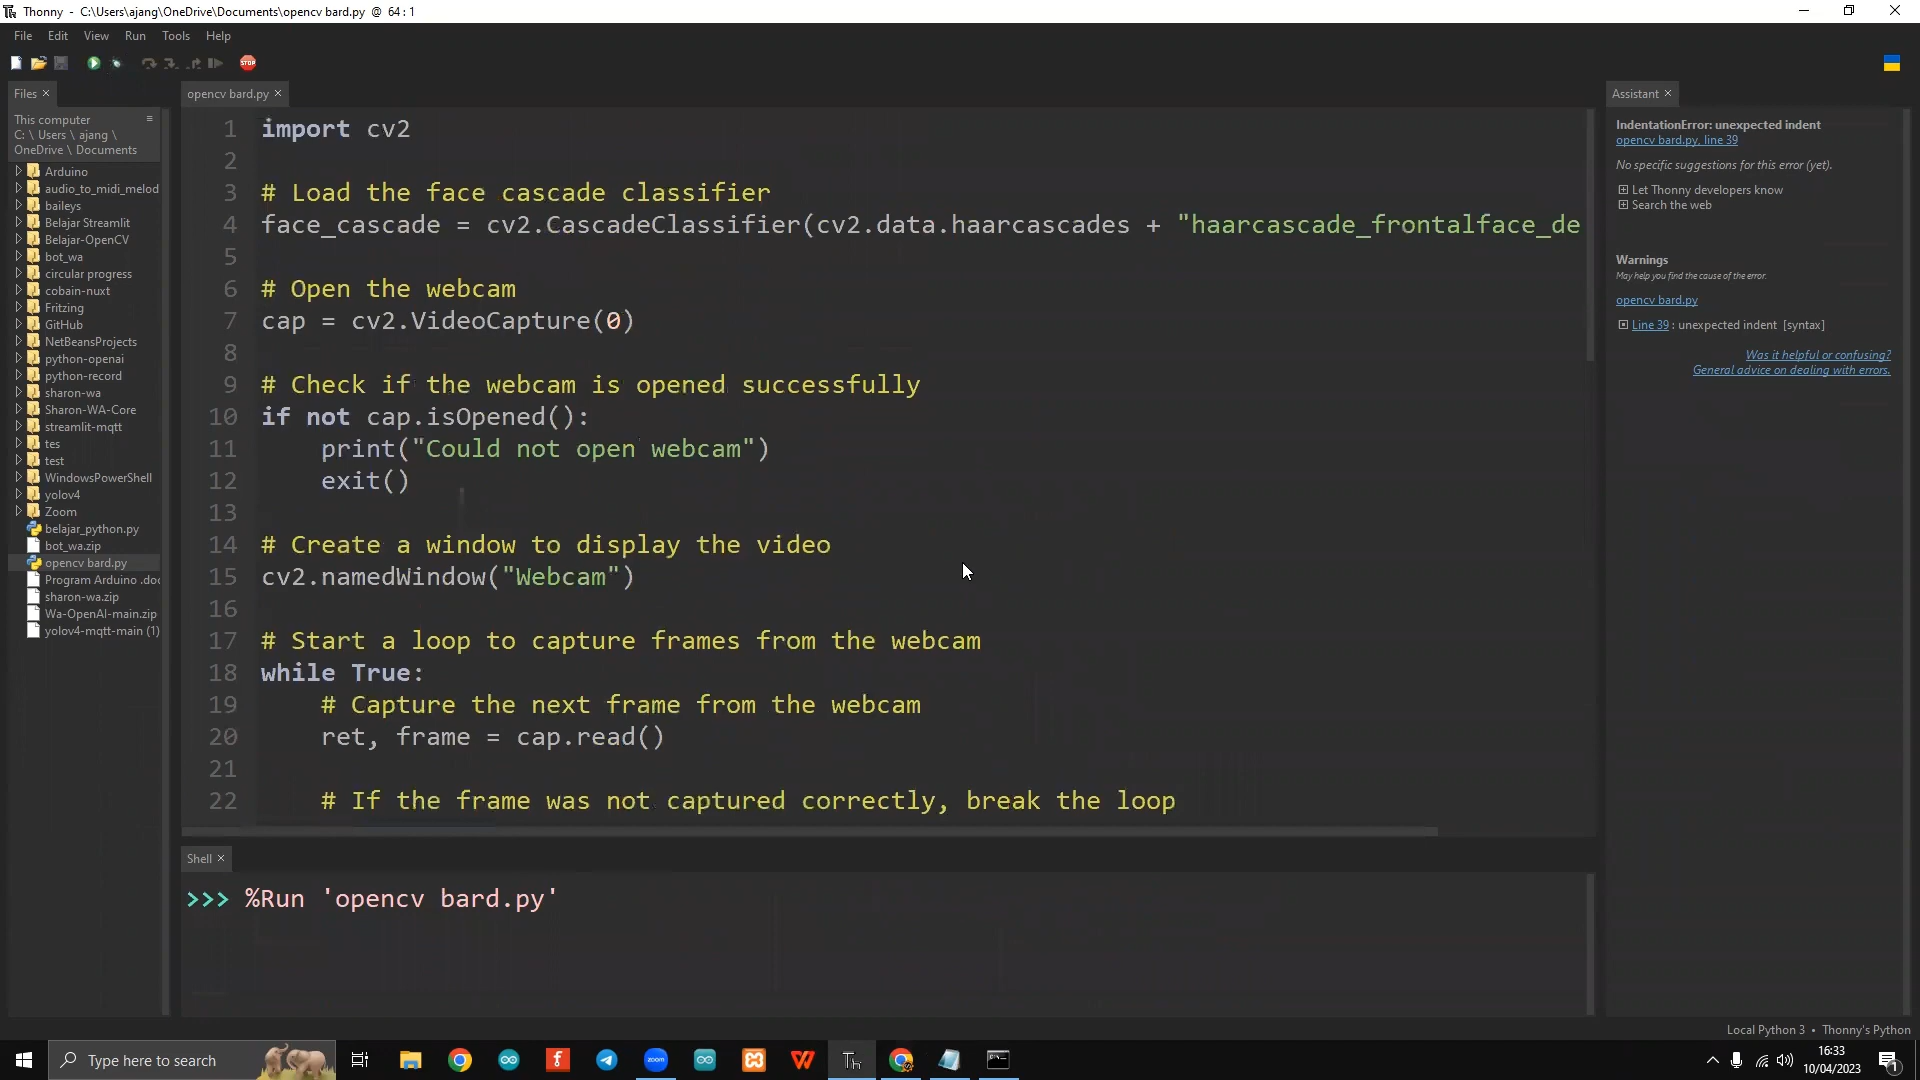 Thonny - C:\Users\ajang\OneDrive\Documents\opencv bard.py @ 64 : 1
File Edit View Run Tools Help
STOP
Files ×
This computer
C: \ Users \ ajang \
OneDrive \ Documents
Arduino
audio_to_midi_melod
baileys
Belajar Streamlit
Belajar-OpenCV
bot_wa
circular progress
cobain-nuxt
Fritzing
GitHub
NetBeansProjects
python-openai
python-record
sharon-wa
Sharon-WA-Core
streamlit-mqtt
tes
test
WindowsPowerShell
yolov4
Zoom
belajar_python.py
bot_wa.zip
opencv bard.py
Program Arduino .doc
sharon-wa.zip
Wa-OpenAI-main.zip
yolov4-mqtt-main (1)
opencv bard.py ×
1 import cv2
2
3 # Load the face cascade classifier
4 face_cascade = cv2.CascadeClassifier(cv2.data.haarcascades + "haarcascade_frontalface_de
5
6 # Open the webcam
7 cap = cv2.VideoCapture(0)
8
9 # Check if the webcam is opened successfully
10 if not cap.isOpened():
11     print("Could not open webcam")
12     exit()
13
14 # Create a window to display the video
15 cv2.namedWindow("Webcam")
16
17 # Start a loop to capture frames from the webcam
18 while True:
19     # Capture the next frame from the webcam
20     ret, frame = cap.read()
21
22     # If the frame was not captured correctly, break the loop
Shell ×
>>> %Run 'opencv bard.py'
Assistant ×
IndentationError: unexpected indent
opencv bard.py, line 39
No specific suggestions for this error (yet).
Let Thonny developers know
Search the web
Warnings
May help you find the cause of the error.
opencv bard.py
Line 39 : unexpected indent [syntax]
Was it helpful or confusing?
General advice on dealing with errors.
Local Python 3 • Thonny's Python
Type here to search
zoom
Th
16:33
10/04/2023
1